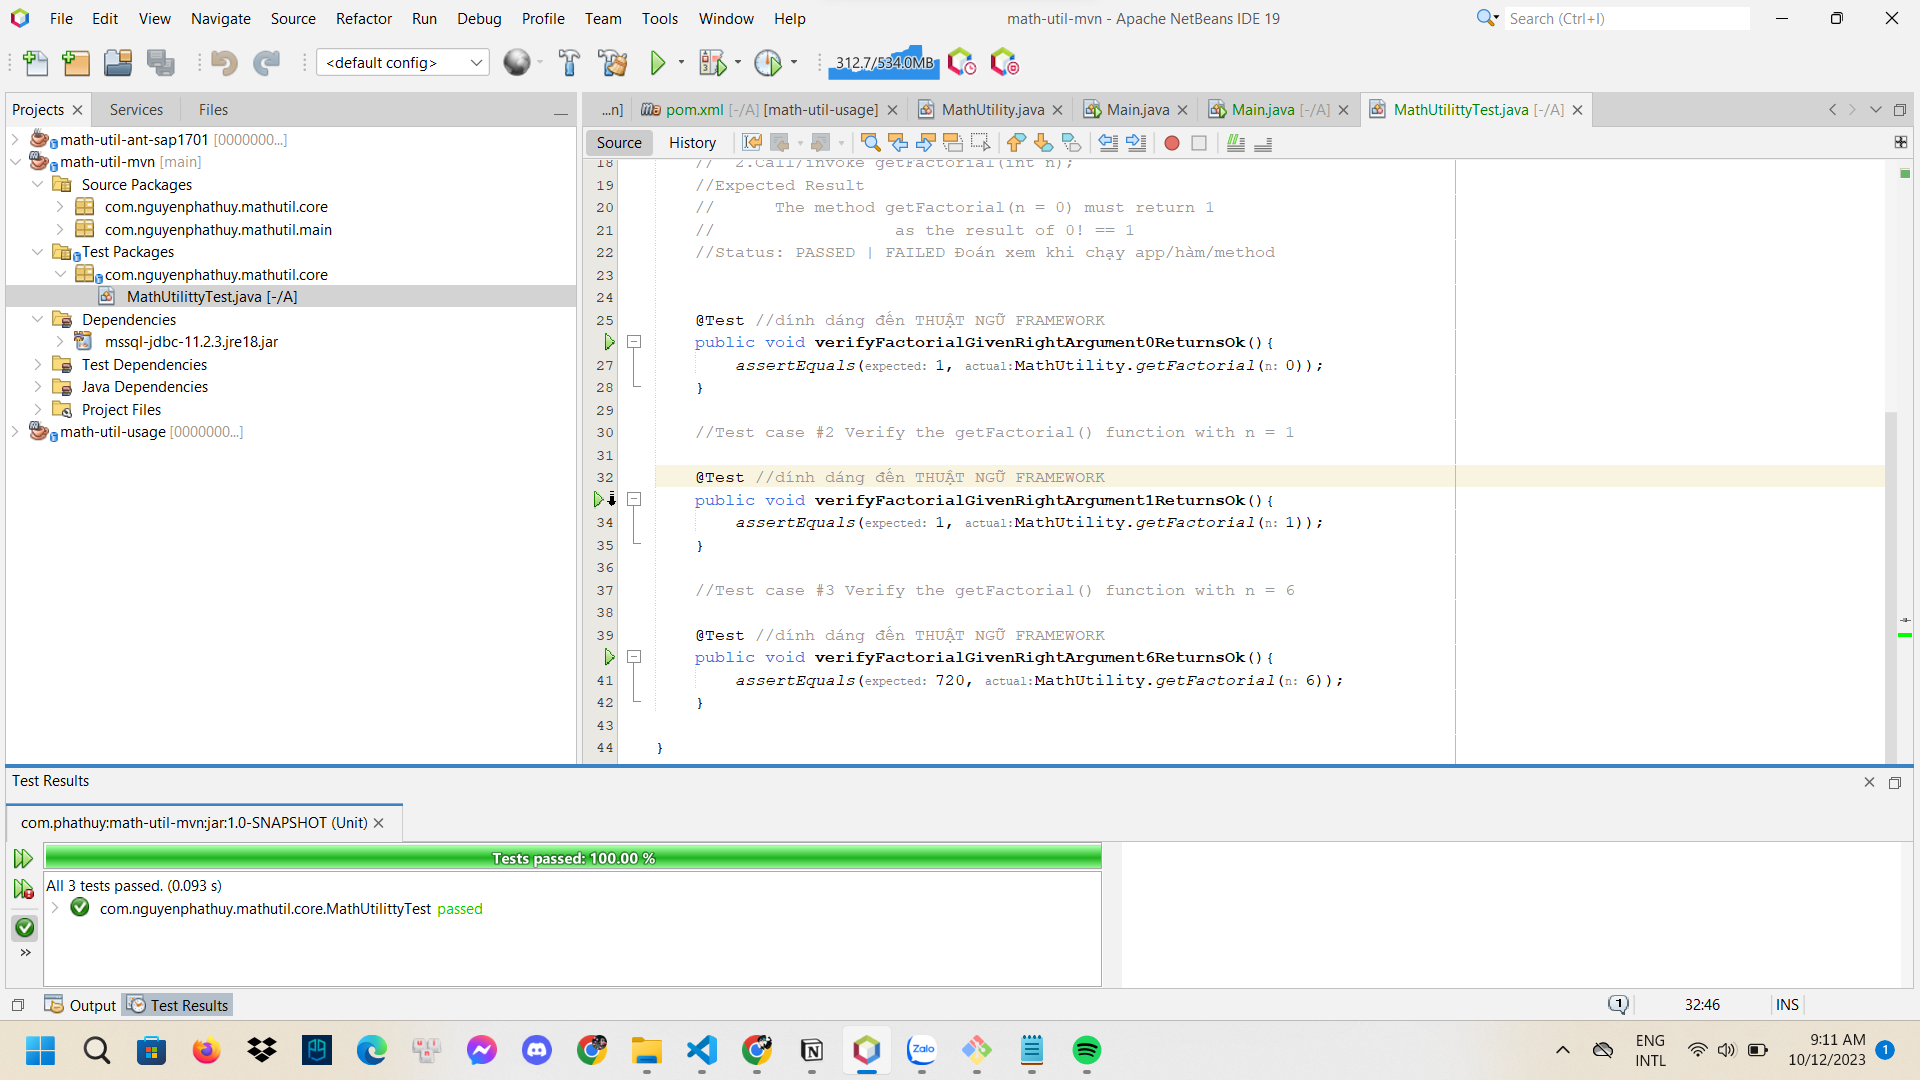 File Edit View Navigate Source Refactor Run Debug Profile Team Tools Window Help
math-util-mvn - Apache NetBeans IDE 19
Search (Ctrl+I)
<default config>
312.7/534.0MB
Projects
Services
Files
...n]
pom.xml [-/A] [math-util-usage]
MathUtility.java
Main.java
Main.java [-/A]
MathUtilittyTest.java [-/A]
math-util-ant-sap1701 [0000000...]
math-util-mvn [main]
Source Packages
com.nguyenphathuy.mathutil.core
com.nguyenphathuy.mathutil.main
Test Packages
com.nguyenphathuy.mathutil.core
MathUtilittyTest.java [-/A]
Dependencies
mssql-jdbc-11.2.3.jre18.jar
Test Dependencies
Java Dependencies
Project Files
math-util-usage [0000000...]
Source History
18 // 2.Call/invoke getFactorial(int n);
19 //Expected Result
20 // The method getFactorial(n = 0) must return 1
21 // as the result of 0! == 1
22 //Status: PASSED | FAILED Đoán xem khi chạy app/hàm/method
23
24
25 @Test //dính dáng đến THUẬT NGỮ FRAMEWORK
public void verifyFactorialGivenRightArgument0ReturnsOk(){
27 assertEquals(expected: 1, actual:MathUtility.getFactorial(n: 0));
28 }
29
30 //Test case #2 Verify the getFactorial() function with n = 1
31
32 @Test //dính dáng đến THUẬT NGỮ FRAMEWORK
public void verifyFactorialGivenRightArgument1ReturnsOk(){
34 assertEquals(expected: 1, actual:MathUtility.getFactorial(n: 1));
35 }
36
37 //Test case #3 Verify the getFactorial() function with n = 6
38
39 @Test //dính dáng đến THUẬT NGỮ FRAMEWORK
public void verifyFactorialGivenRightArgument6ReturnsOk(){
41 assertEquals(expected: 720, actual:MathUtility.getFactorial(n: 6));
42 }
43
44 }
Test Results
com.phathuy:math-util-mvn:jar:1.0-SNAPSHOT (Unit)
Tests passed: 100.00 %
All 3 tests passed. (0.093 s)
com.nguyenphathuy.mathutil.core.MathUtilittyTest passed
Output
Test Results
1
32:46
INS
Zalo
ENG
INTL
9:11 AM
10/12/2023
1